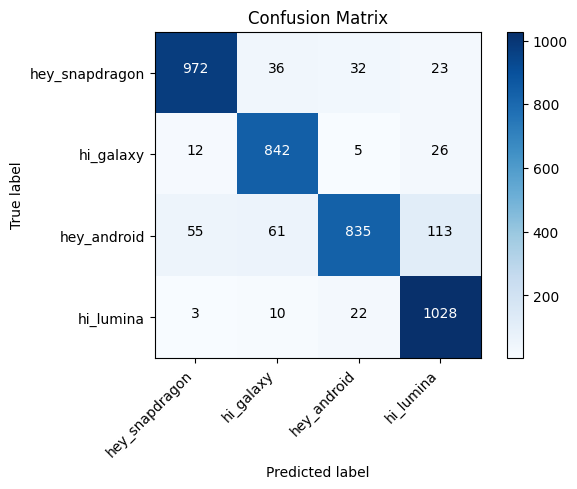 Confusion Matrix
True label
hey_snapdragon 972 36 32 23
hi_galaxy 12 842 5 26
hey_android 55 61 835 113
hi_lumina 3 10 22 1028
hey_snapdragon hi_galaxy hey_android hi_lumina
Predicted label
1000
800
600
400
200